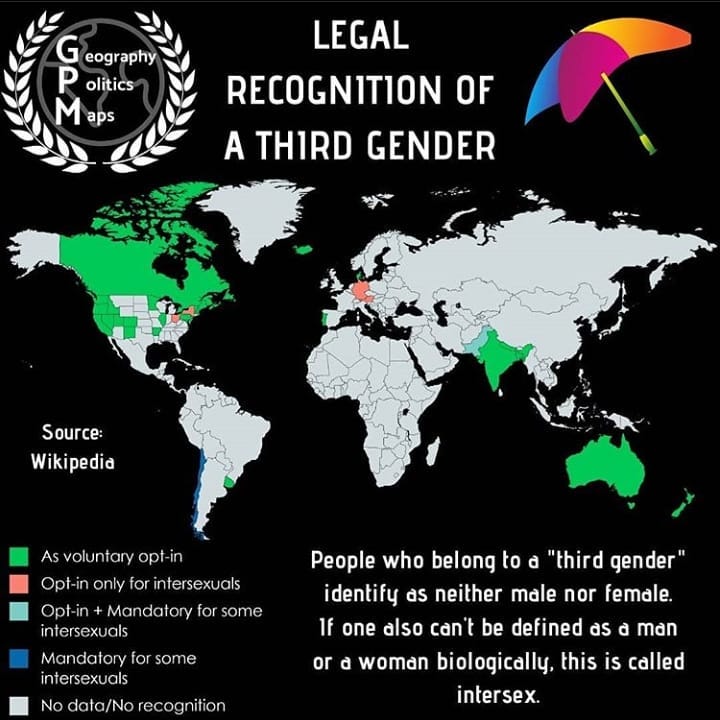 Geography
Politics
Maps
LEGAL
RECOGNITION OF
A THIRD GENDER
Source:
Wikipedia
As voluntary opt-in
Opt-in only for intersexuals
Opt-in + Mandatory for some
intersexuals
Mandatory for some
intersexuals
No data/No recognition
People who belong to a "third gender"
identify as neither male nor female.
If one also can't be defined as a man
or a woman biologically, this is called
intersex.